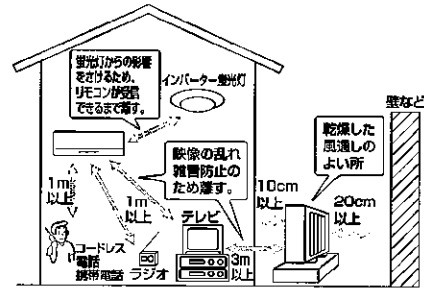 蛍光灯からの影響
をさけるため、
リモコンが受信
できるまで離す。
インバーター蛍光灯
壁など
乾燥した
風通しの
よい所
映像の乱れ
雑音防止の
ため離す。
1m
以上
1m
以上
テレビ
10cm
以上
20cm
以上
コードレス
電話
携帯電話
ラジオ
3m
以上